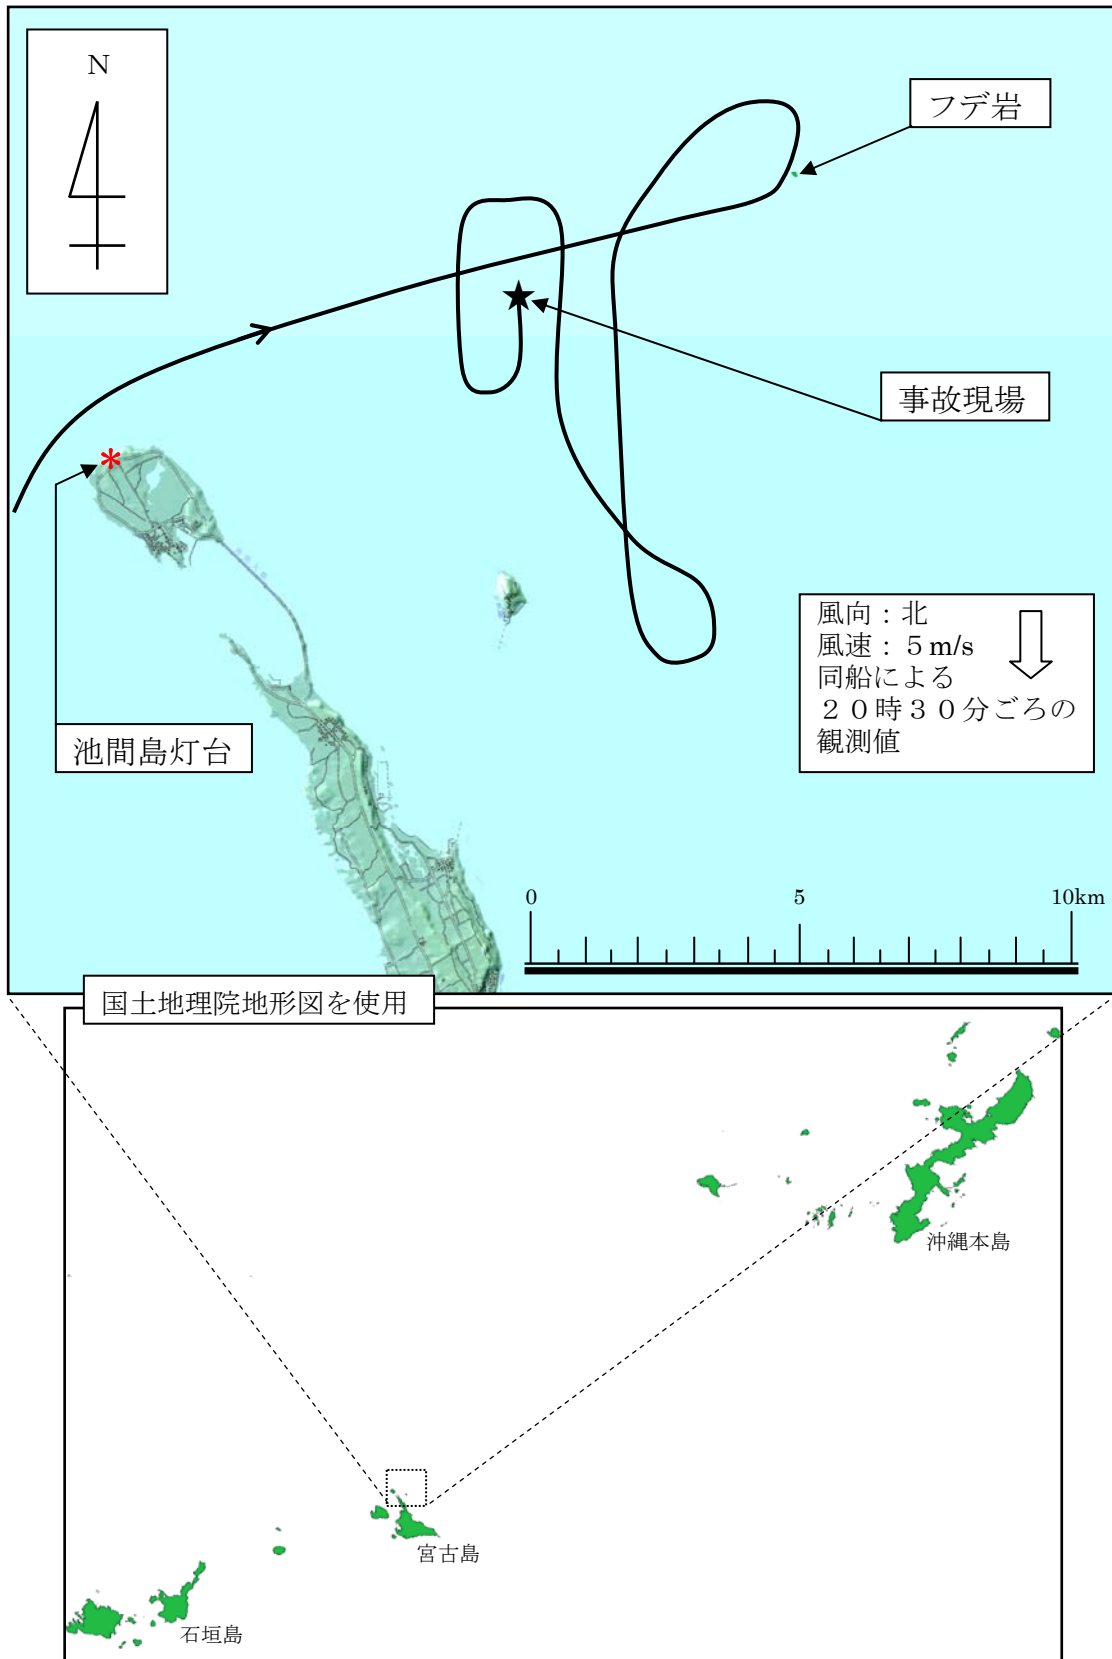 N
フデ岩
事故現場
風向：北
風速：５m/s
同船による
２０時３０分ごろの
観測値
池間島灯台
0 5 10km
国土地理院地形図を使用
沖縄本島
宮古島
石垣島